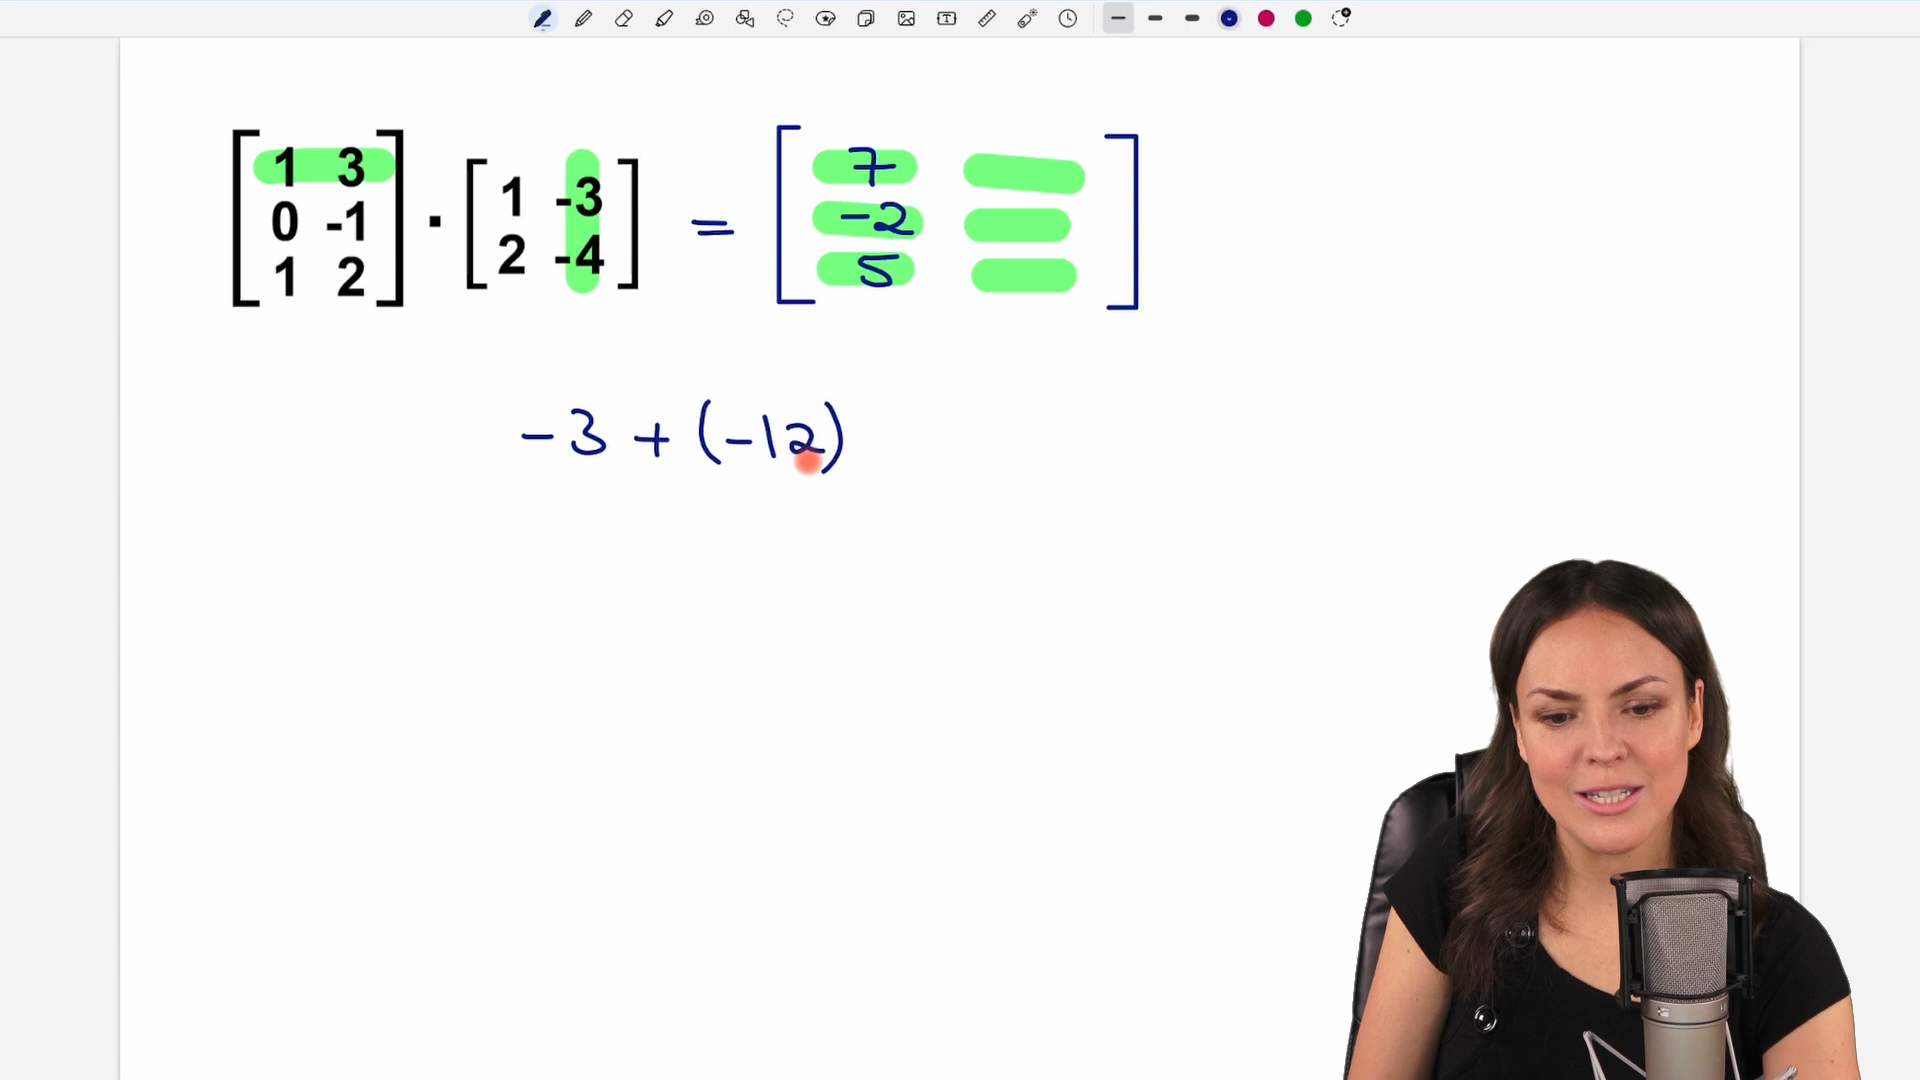 [1 3] · [1 -3] = [7 ]
[0 -1] [2 -4] [-2 ]
[1 2] [5 ]
-3 + (-12)